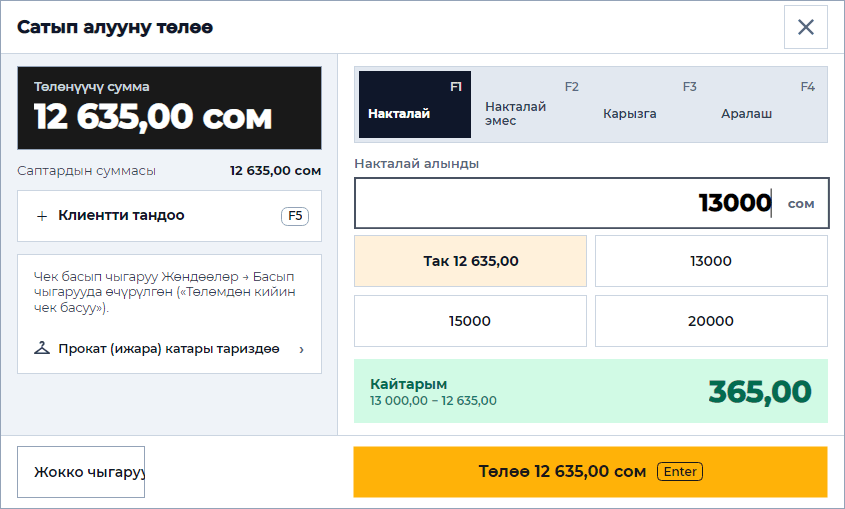 Сатып алууну төлөө
Төлөнүүчү сумма
12 635,00 сом
Саптардын суммасы 12 635,00 сом
+ Клиентти тандоо F5
Чек басып чыгаруу Жөндөөлөр → Басып
чыгарууда өчүрүлгөн («Төлөмдөн кийин
чек басуу»).
Прокат (ижара) катары тариздөө ›
F1
Накталай
F2
Накталай
эмес
F3
Карызга
F4
Аралаш
Накталай алынды
13000 сом
Так 12 635,00
13000
15000
20000
Кайтарым
13 000,00 − 12 635,00
365,00
Жокко чыгаруу
Төлөө 12 635,00 сом Enter